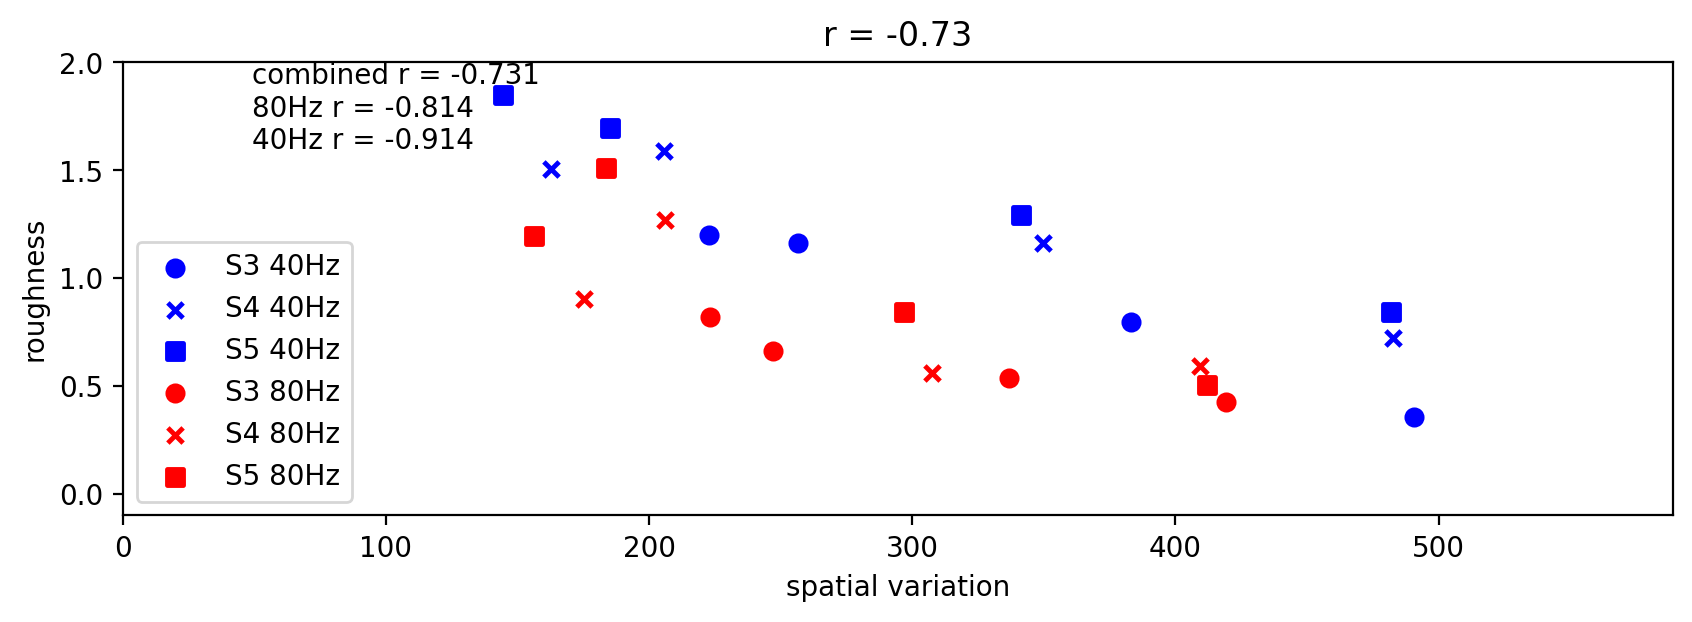 r = -0.73
combined r = -0.731
80Hz r = -0.814
40Hz r = -0.914
2.0
1.5
1.0
0.5
0.0
roughness
S3 40Hz
S4 40Hz
S5 40Hz
S3 80Hz
S4 80Hz
S5 80Hz
0 100 200 300 400 500
spatial variation